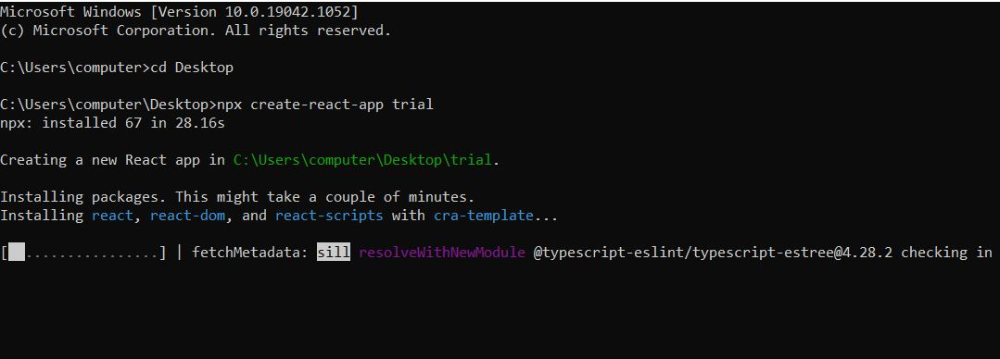 Microsoft Windows [Version 10.0.19042.1052]
(c) Microsoft Corporation. All rights reserved.
C:\Users\computer>cd Desktop
C:\Users\computer\Desktop>npx create-react-app trial
npx: installed 67 in 28.16s
Creating a new React app in C:\Users\computer\Desktop\trial.
Installing packages. This might take a couple of minutes.
Installing react, react-dom, and react-scripts with cra-template...
[██................] | fetchMetadata: sill resolveWithNewModule @typescript-eslint/typescript-estree@4.28.2 checking in